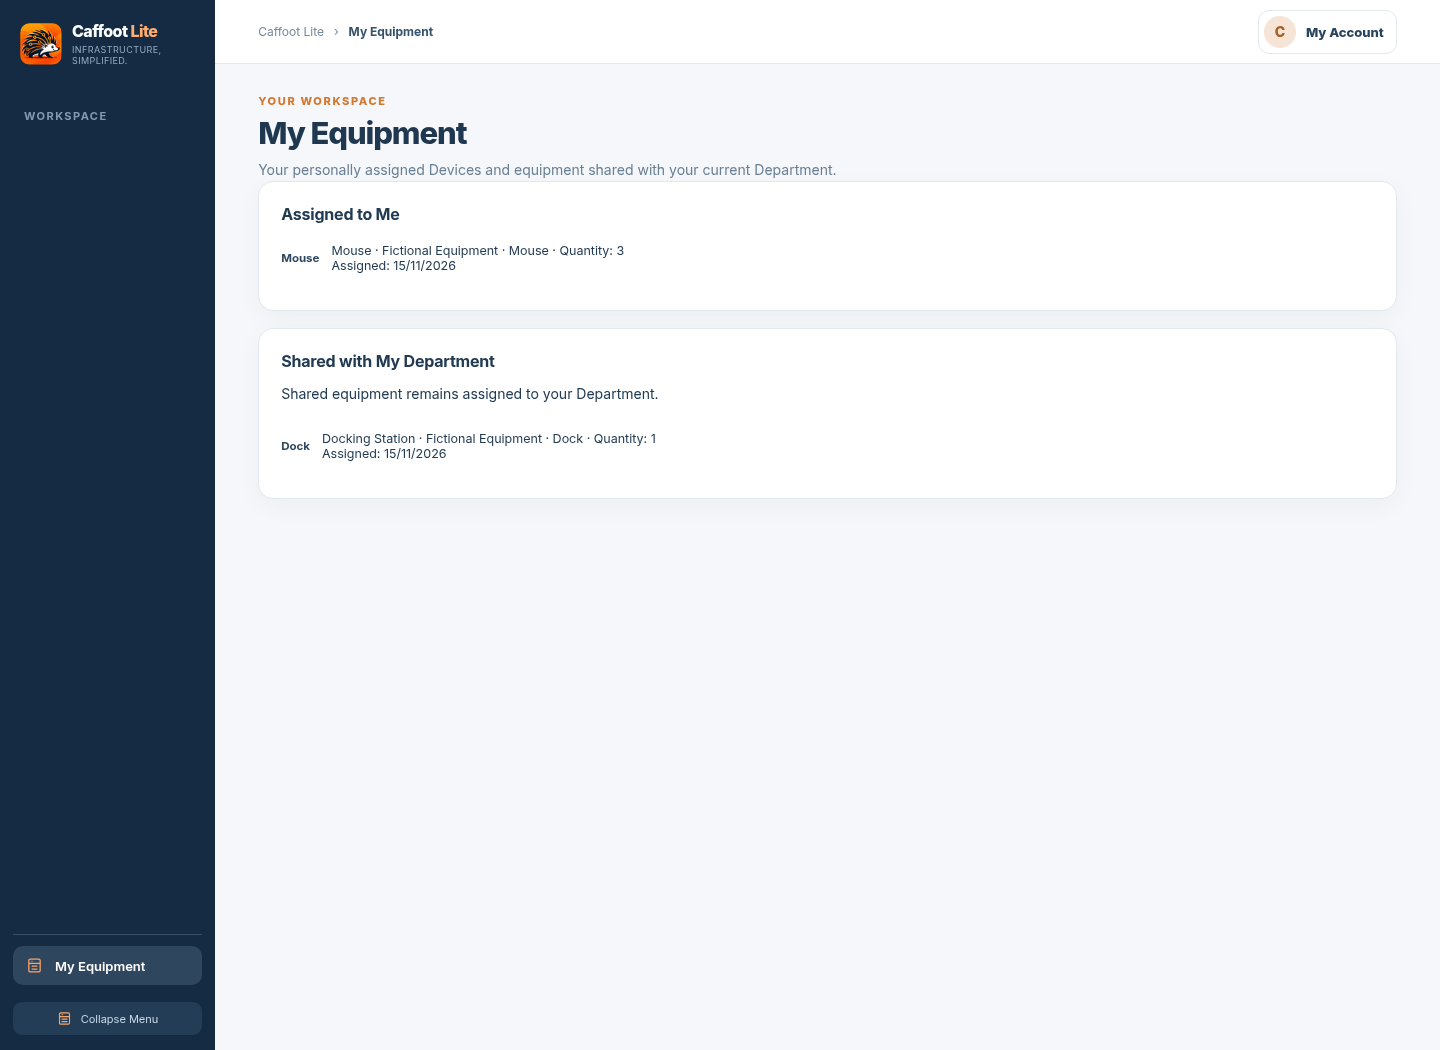 Caffoot Lite
INFRASTRUCTURE,
SIMPLIFIED.
WORKSPACE
My Equipment
Collapse Menu
Caffoot Lite › My Equipment
C My Account
YOUR WORKSPACE
My Equipment
Your personally assigned Devices and equipment shared with your current Department.
Assigned to Me
Mouse
Mouse · Fictional Equipment · Mouse · Quantity: 3
Assigned: 15/11/2026
Shared with My Department
Shared equipment remains assigned to your Department.
Dock
Docking Station · Fictional Equipment · Dock · Quantity: 1
Assigned: 15/11/2026